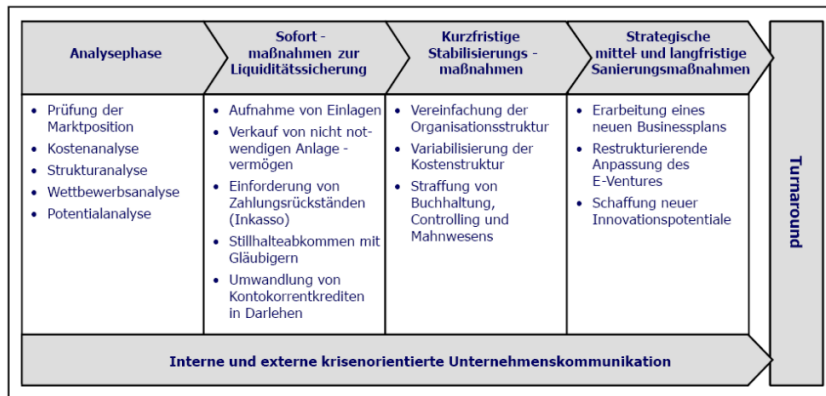 Analysephase
Sofort -
maßnahmen zur
Liquiditätssicherung
Kurzfristige
Stabilisierungs -
maßnahmen
Strategische
mittel- und langfristige
Sanierungsmaßnahmen
• Prüfung der
Marktposition
• Kostenanalyse
• Strukturanalyse
• Wettbewerbsanalyse
• Potentialanalyse
• Aufnahme von Einlagen
• Verkauf von nicht not-
wendigen Anlage -
vermögen
• Einforderung von
Zahlungsrückständen
(Inkasso)
• Stillhalteabkommen mit
Gläubigern
• Umwandlung von
Kontokorrentkrediten
in Darlehen
• Vereinfachung der
Organisationsstruktur
• Variabilisierung der
Kostenstruktur
• Straffung von
Buchhaltung,
Controlling und
Mahnwesens
• Erarbeitung eines
neuen Businessplans
• Restrukturierende
Anpassung des
E-Ventures
• Schaffung neuer
Innovationspotentiale
Turnaround
Interne und externe krisenorientierte Unternehmenskommunikation